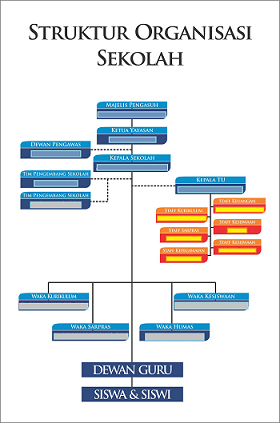 STRUKTUR ORGANISASI
SEKOLAH
MAJELIS PENGASUH
KETUA YAYASAN
DEWAN PENGAWAS
KEPALA SEKOLAH
TIM PENGEMBANG SEKOLAH
KEPALA TU
TIM PENGEMBANG SEKOLAH
STAFF KEUANGAN
STAFF KURIKULUM
STAFF KESISWAAN
STAFF SARPRAS
STAFF KESISWAAN
STAFF KEPEGAWAIAN
WAKA KURIKULUM
WAKA KESISWAAN
WAKA SARPRAS
WAKA HUMAS
DEWAN GURU
SISWA & SISWI